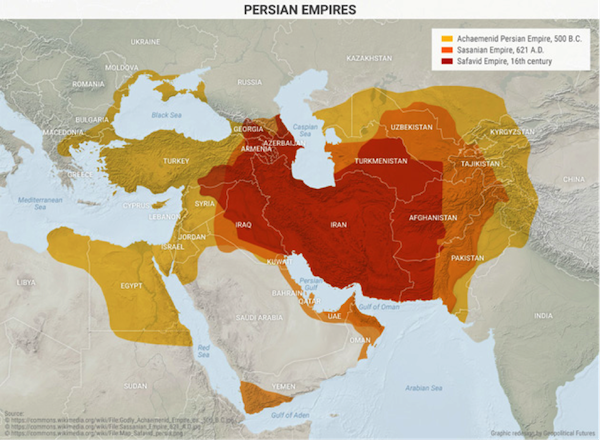 PERSIAN EMPIRES
Achaemenid Persian Empire, 500 B.C.
Sasanian Empire, 621 A.D.
Safavid Empire, 16th century
UKRAINE
KAZAKHSTAN
MOLDOVA
RUSSIA
ROMANIA
Black Sea
BULGARIA
Caspian
Sea
UZBEKISTAN
KYRGYZSTAN
MACEDONIA
GEORGIA
AZERBAIJAN
ARMENIA
TURKMENISTAN
TAJIKISTAN
GREECE
TURKEY
CHINA
Mediterranean
Sea
CYPRUS
SYRIA
LEBANON
IRAQ
IRAN
AFGHANISTAN
JORDAN
ISRAEL
KUWAIT
PAKISTAN
LIBYA
EGYPT
Persian
Gulf
BAHRAIN
QATAR
Gulf of Oman
SAUDI ARABIA
UAE
INDIA
OMAN
Red
Sea
SUDAN
YEMEN
Arabian Sea
Gulf of Aden
Source:
Graphic redesign by Geopolitical Futures